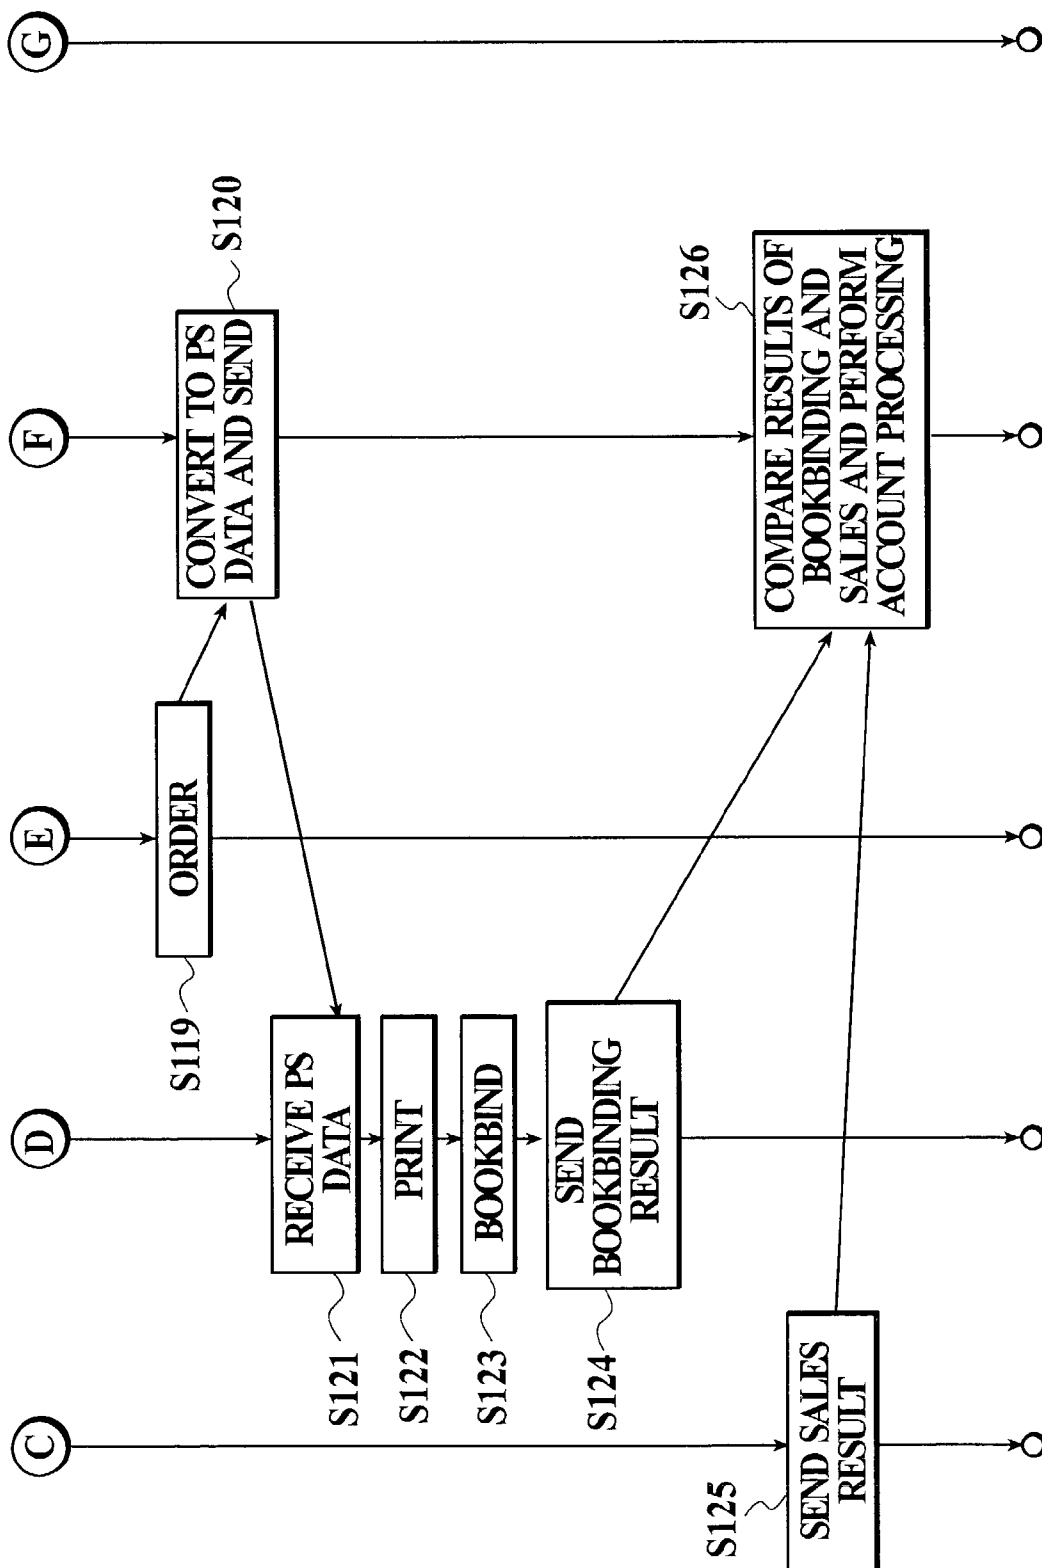 C
D
E
F
G
S119
ORDER
S120
CONVERT TO PS
DATA AND SEND
S121
RECEIVE PS
DATA
S122
PRINT
S123
BOOKBIND
S124
SEND
BOOKBINDING
RESULT
S125
SEND SALES
RESULT
S126
COMPARE RESULTS OF
BOOKBINDING AND
SALES AND PERFORM
ACCOUNT PROCESSING